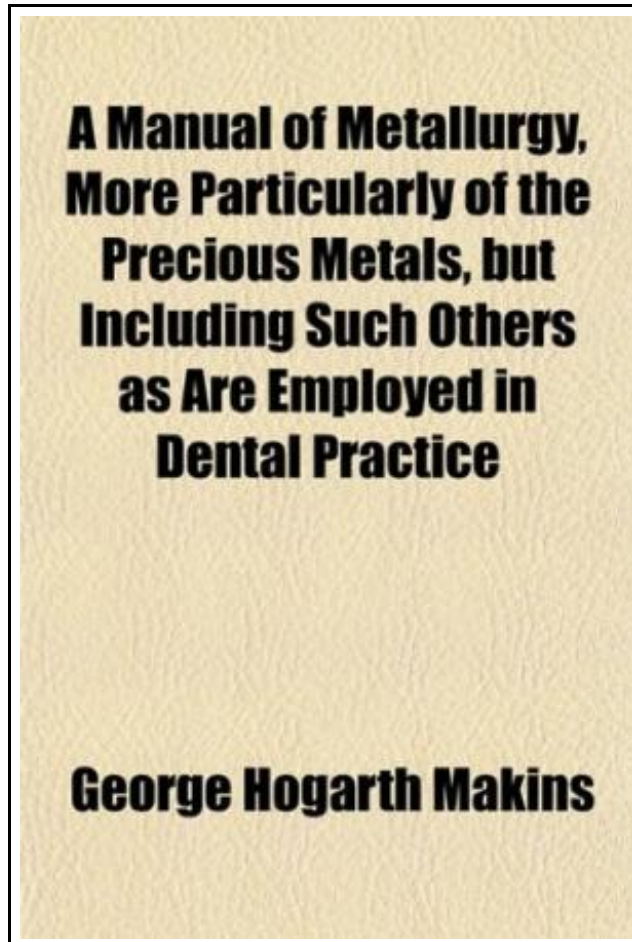 A Manual of Metallurgy,
More Particularly of the
Precious Metals, but
Including Such Others
as Are Employed in
Dental Practice
George Hogarth Makins